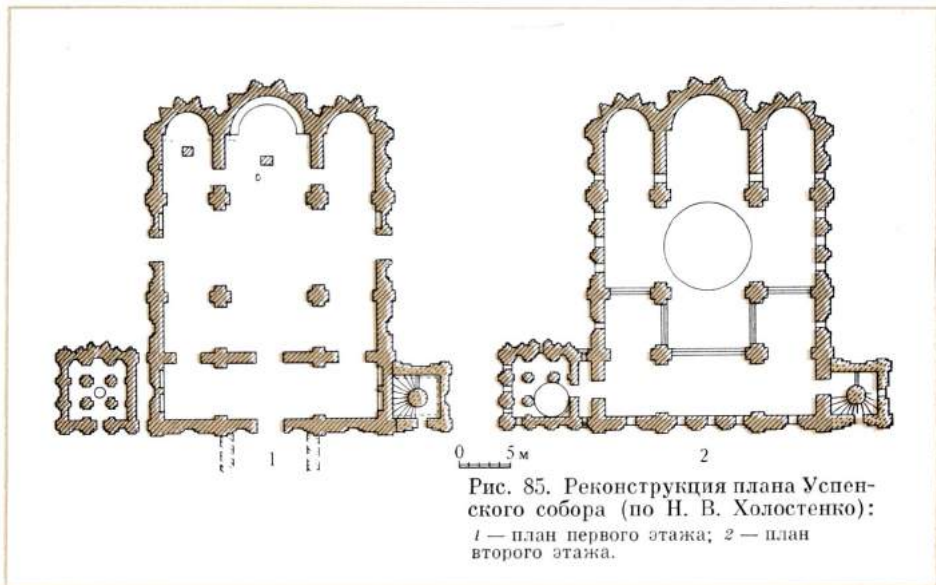 1
0 5 м
2
Рис. 85. Реконструкция плана Успен-
ского собора (по Н. В. Холостенко):
1 — план первого этажа; 2 — план
второго этажа.